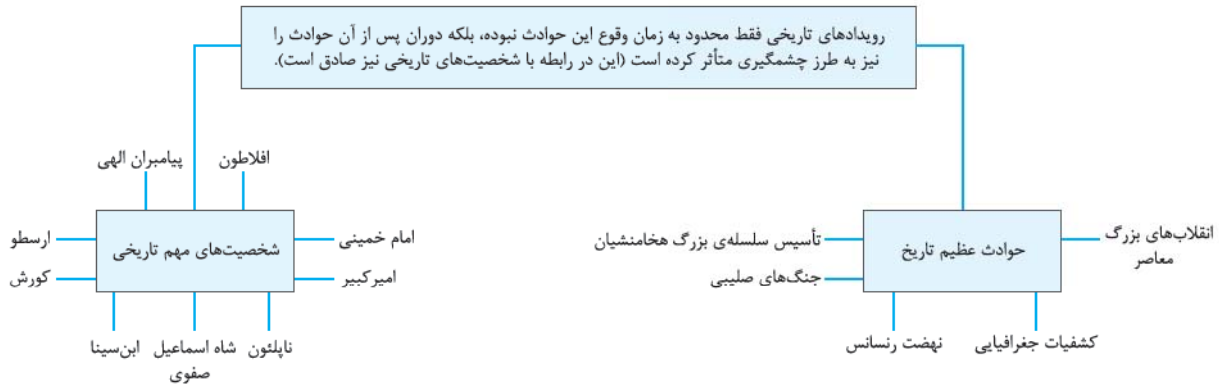 رویدادهای تاریخی فقط محدود به زمان وقوع این حوادث نبوده، بلکه دوران پس از آن حوادث را
نیز به طرز چشمگیری متأثر کرده است (این در رابطه با شخصیت‌های تاریخی نیز صادق است).
حوادث عظیم تاریخ
انقلاب‌های بزرگ
معاصر
تأسیس سلسله‌ی بزرگ هخامنشیان
جنگ‌های صلیبی
کشفیات جغرافیایی
نهضت رنسانس
شخصیت‌های مهم تاریخی
افلاطون
پیامبران الهی
امام خمینی
امیرکبیر
ارسطو
کورش
ناپلئون
شاه اسماعیل
صفوی
ابن‌سینا